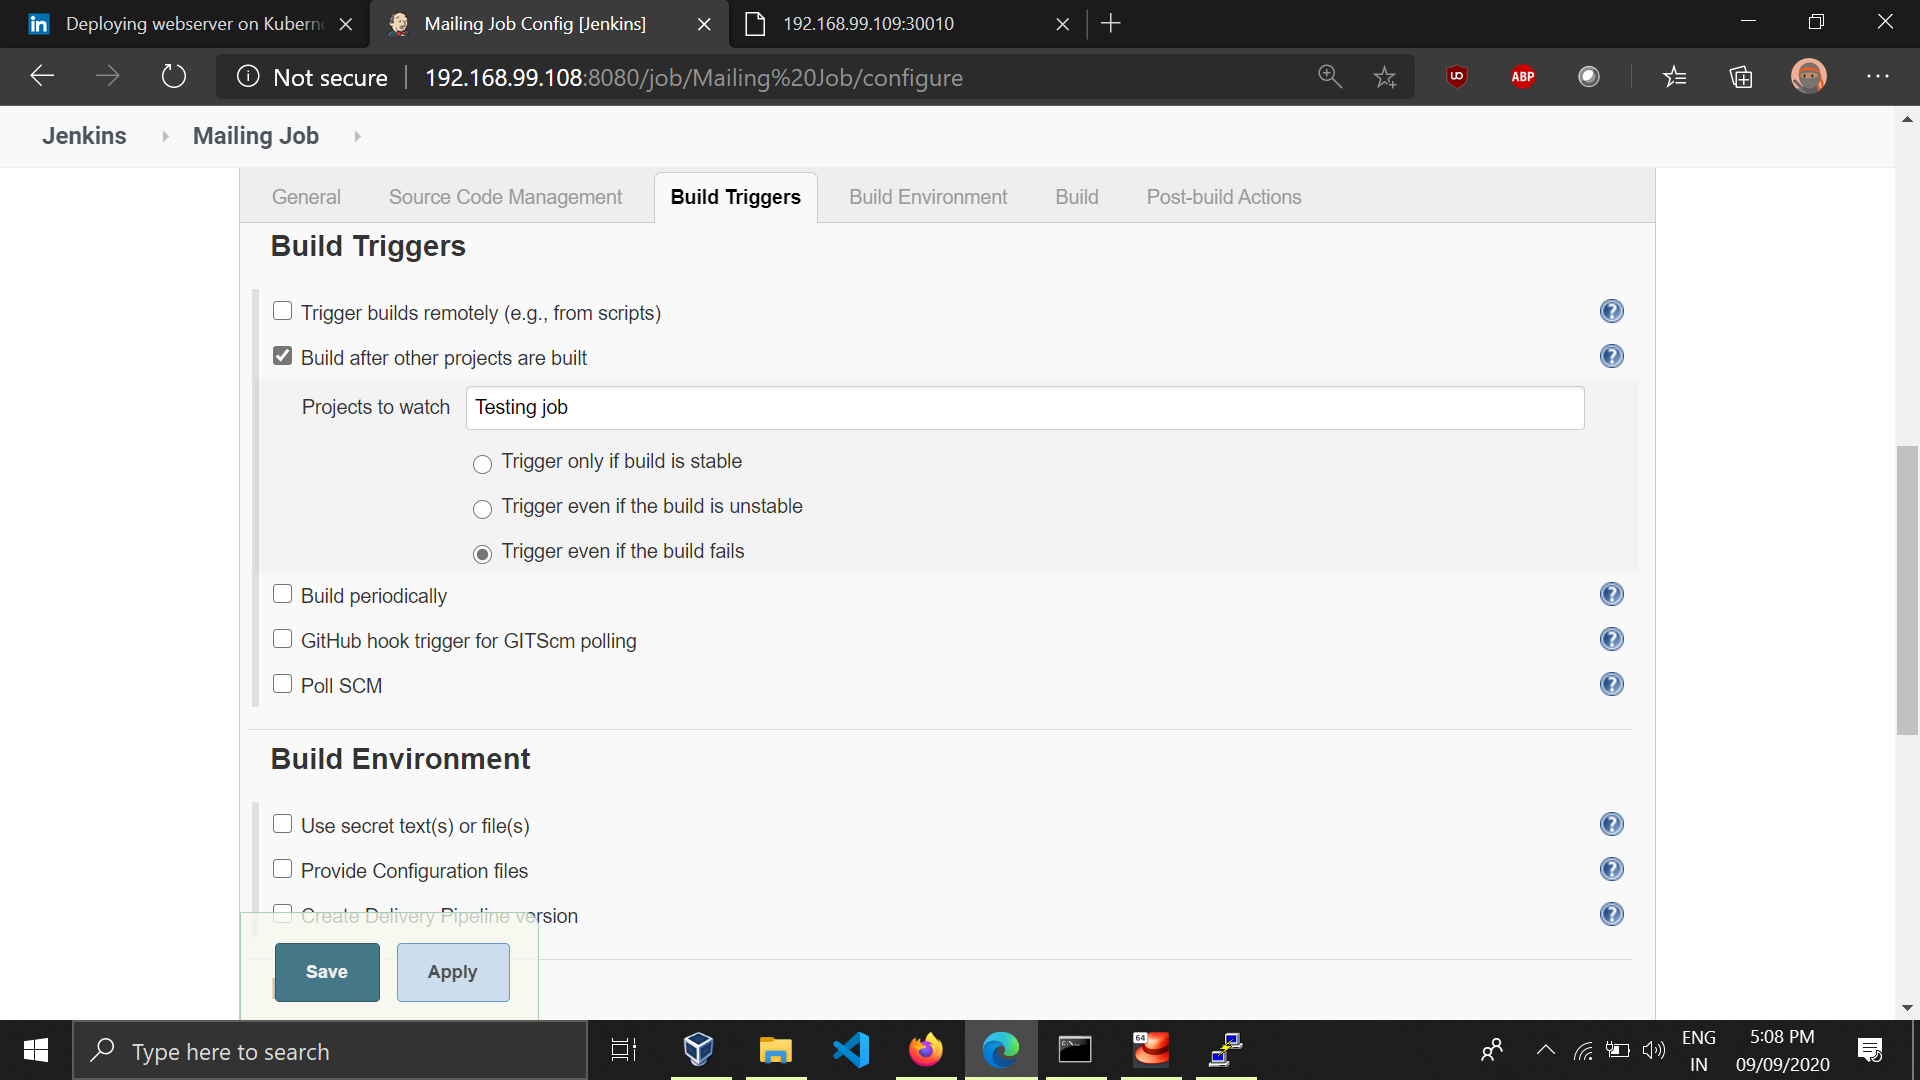 Deploying webserver on Kuberne
Mailing Job Config [Jenkins]
192.168.99.109:30010
Not secure
192.168.99.108:8080/job/Mailing%20Job/configure
ABP
Jenkins
Mailing Job
General
Source Code Management
Build Triggers
Build Environment
Build
Post-build Actions
Build Triggers
Trigger builds remotely (e.g., from scripts)
Build after other projects are built
Projects to watch
Testing job
Trigger only if build is stable
Trigger even if the build is unstable
Trigger even if the build fails
Build periodically
GitHub hook trigger for GITScm polling
Poll SCM
Build Environment
Use secret text(s) or file(s)
Provide Configuration files
Create Delivery Pipeline version
Save
Apply
Type here to search
64
ENG
IN
5:08 PM
09/09/2020